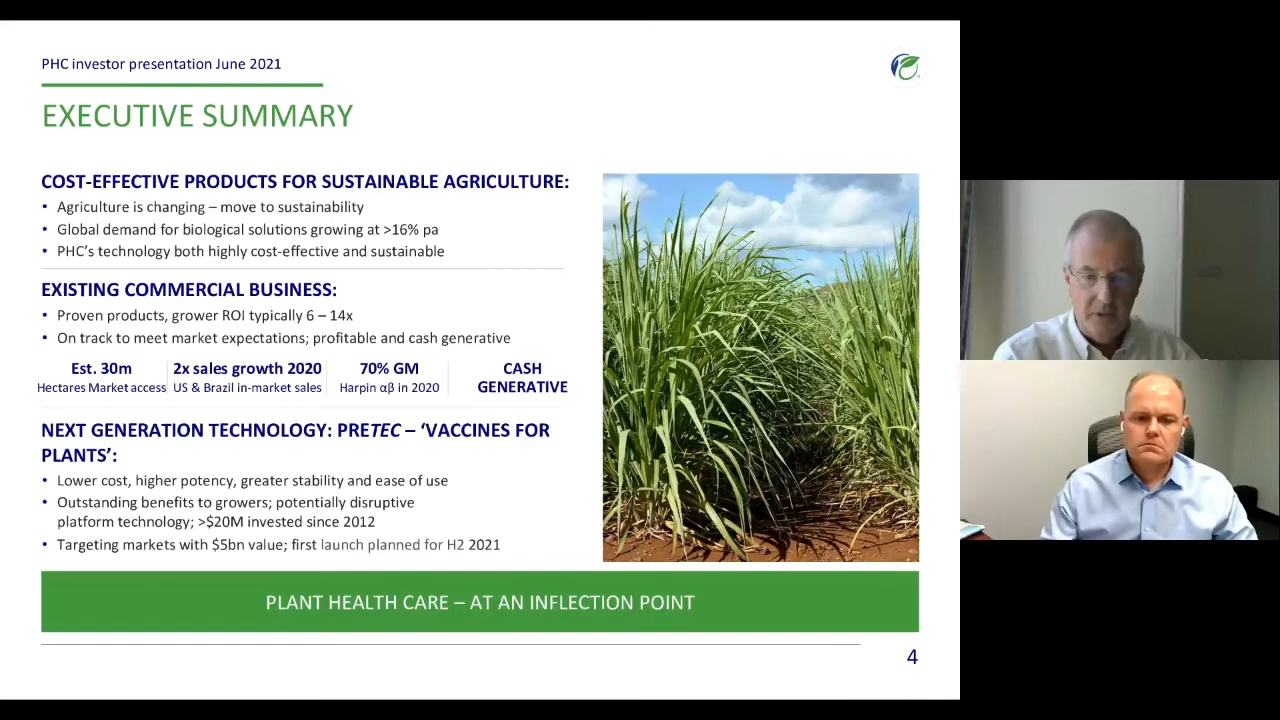 PHC investor presentation June 2021
EXECUTIVE SUMMARY
COST-EFFECTIVE PRODUCTS FOR SUSTAINABLE AGRICULTURE:
• Agriculture is changing – move to sustainability
• Global demand for biological solutions growing at >16% pa
• PHC’s technology both highly cost-effective and sustainable
EXISTING COMMERCIAL BUSINESS:
• Proven products, grower ROI typically 6 – 14x
• On track to meet market expectations; profitable and cash generative
Est. 30m
Hectares Market access
2x sales growth 2020
US & Brazil in-market sales
70% GM
Harpin αβ in 2020
CASH
GENERATIVE
NEXT GENERATION TECHNOLOGY: PRETEC – ‘VACCINES FOR
PLANTS’:
• Lower cost, higher potency, greater stability and ease of use
• Outstanding benefits to growers; potentially disruptive
platform technology; >$20M invested since 2012
• Targeting markets with $5bn value; first launch planned for H2 2021
PLANT HEALTH CARE – AT AN INFLECTION POINT
4